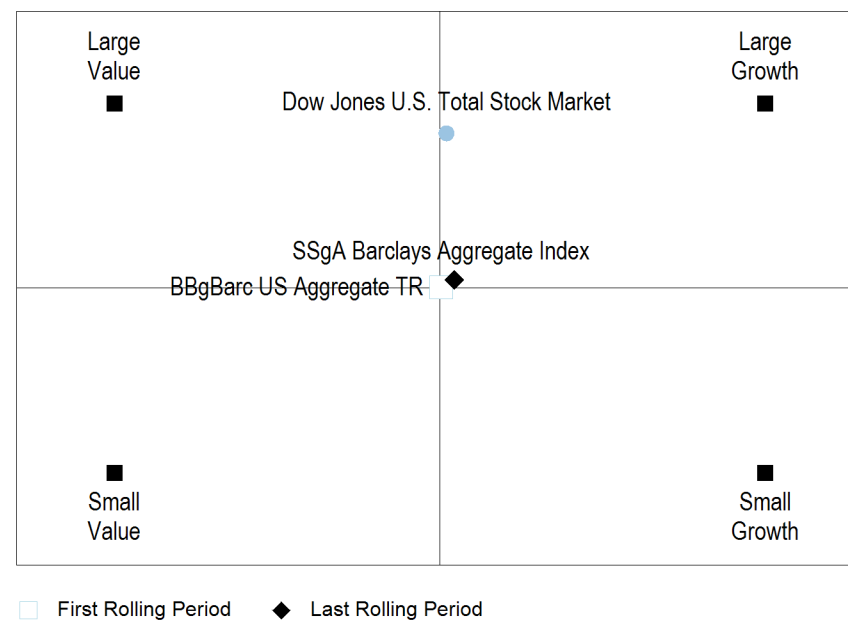 Large
Value
Large
Growth
Dow Jones U.S. Total Stock Market
SSgA Barclays Aggregate Index
BBgBarc US Aggregate TR
Small
Value
Small
Growth
First Rolling Period
Last Rolling Period